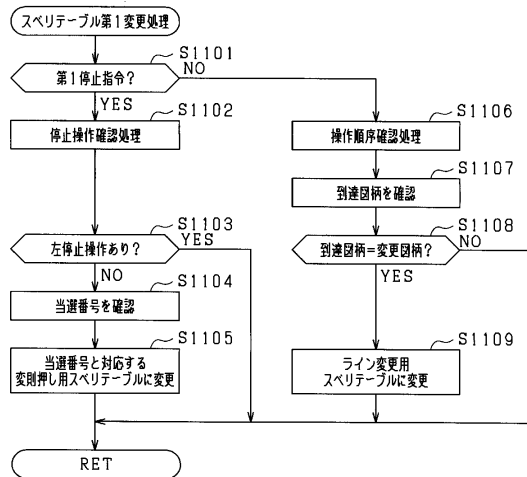 スベリテーブル第1変更処理
S1101
第1停止指令?
NO
YES
S1102
停止操作確認処理
S1103
左停止操作あり?
YES
NO
S1104
当選番号を確認
S1105
当選番号と対応する
変則押し用スベリテーブルに変更
S1106
操作順序確認処理
S1107
到達図柄を確認
S1108
到達図柄=変更図柄?
NO
YES
S1109
ライン変更用
スベリテーブルに変更
RET